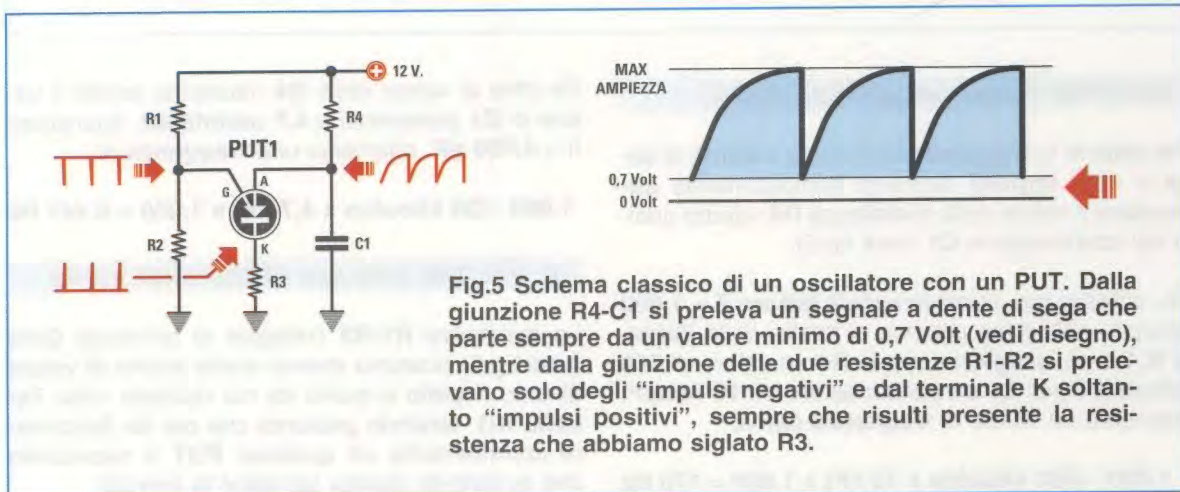 12 V.
R1
R4
PUT1
G
A
K
R2
R3
C1
MAX
AMPIEZZA
0,7 Volt
0 Volt
Fig.5 Schema classico di un oscillatore con un PUT. Dalla
giunzione R4-C1 si preleva un segnale a dente di sega che
parte sempre da un valore minimo di 0,7 Volt (vedi disegno),
mentre dalla giunzione delle due resistenze R1-R2 si prele-
vano solo degli “impulsi negativi” e dal terminale K soltan-
to “impulsi positivi”, sempre che risulti presente la resi-
stenza che abbiamo siglato R3.